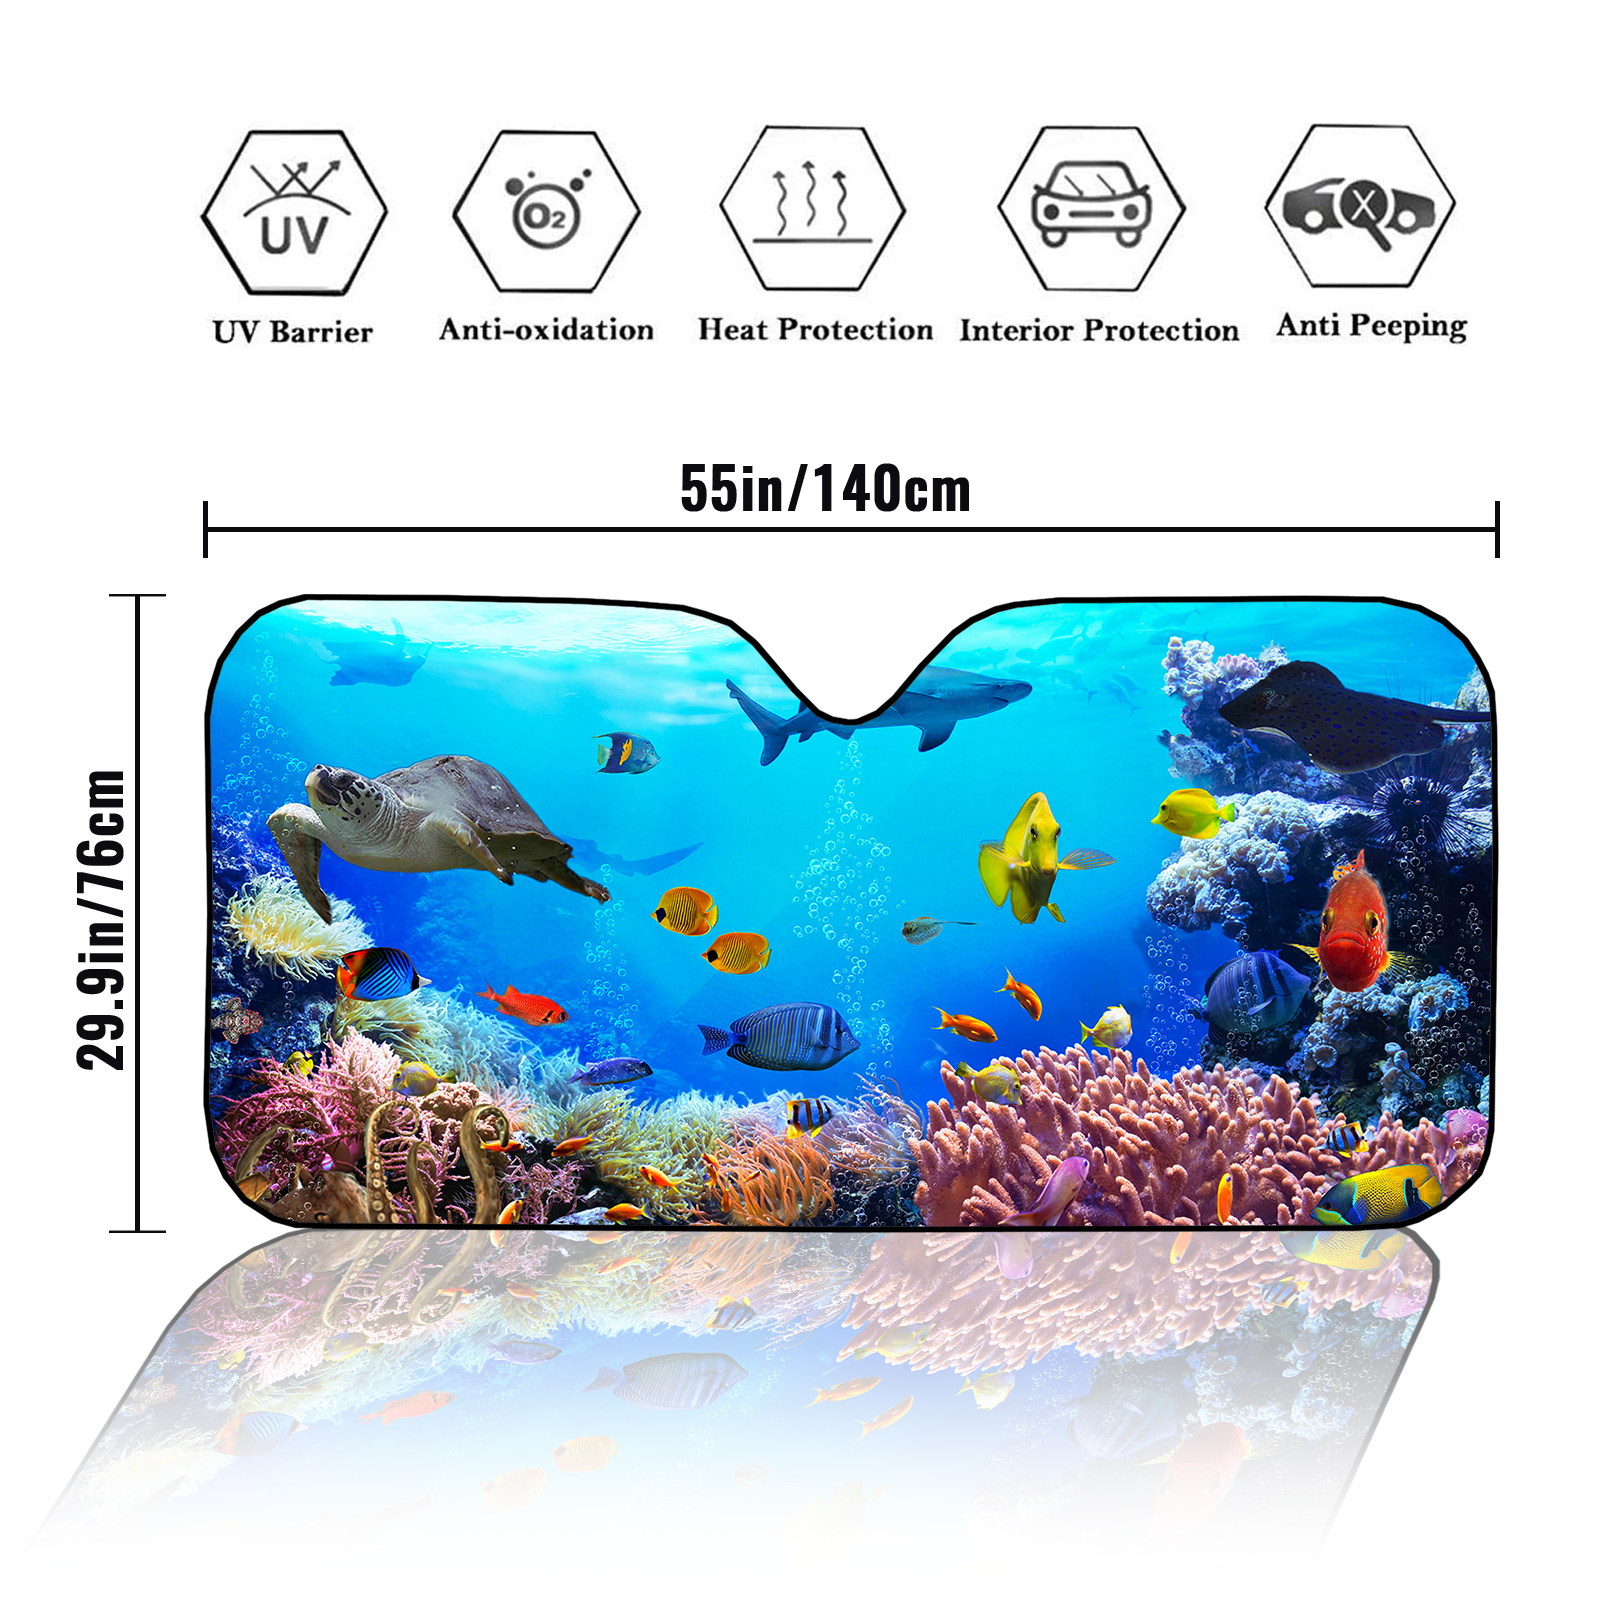 UV
O2
X
UV Barrier
Anti-oxidation
Heat Protection
Interior Protection
Anti Peeping
55in/140cm
29.9in/76cm